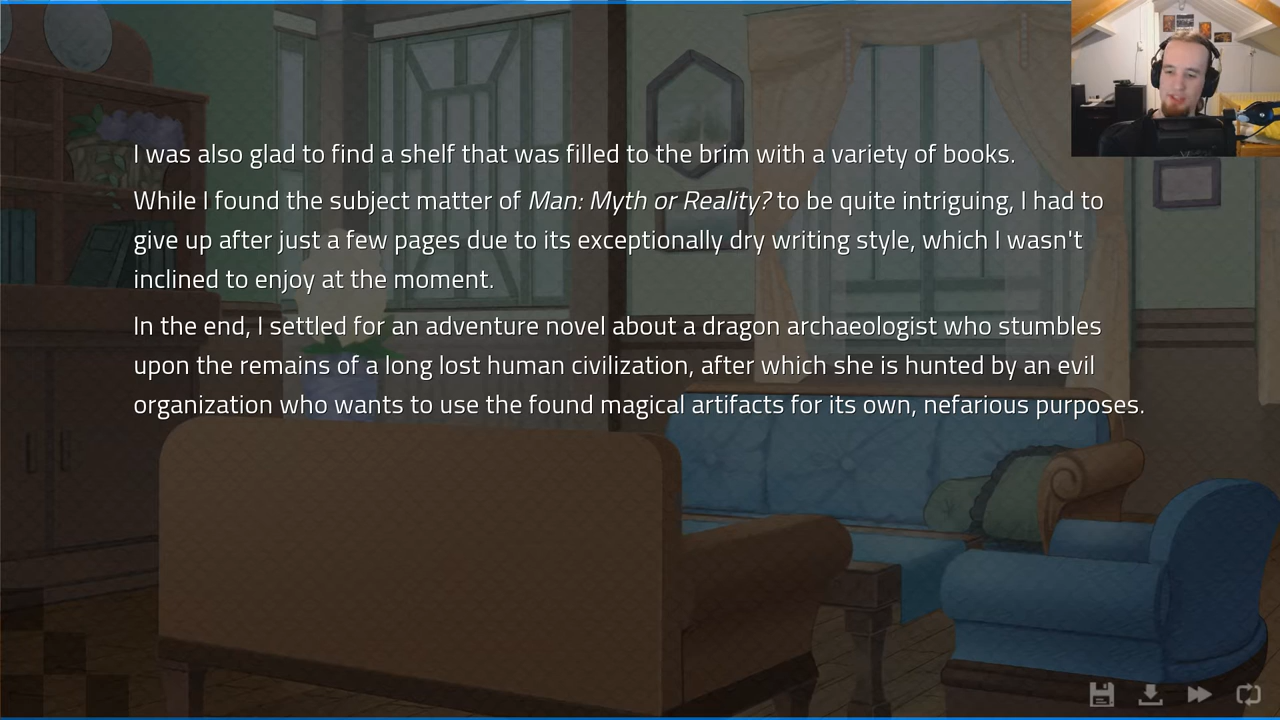 I was also glad to find a shelf that was filled to the brim with a variety of books.
While I found the subject matter of Man: Myth or Reality? to be quite intriguing, I had to
give up after just a few pages due to its exceptionally dry writing style, which I wasn't
inclined to enjoy at the moment.
In the end, I settled for an adventure novel about a dragon archaeologist who stumbles
upon the remains of a long lost human civilization, after which she is hunted by an evil
organization who wants to use the found magical artifacts for its own, nefarious purposes.